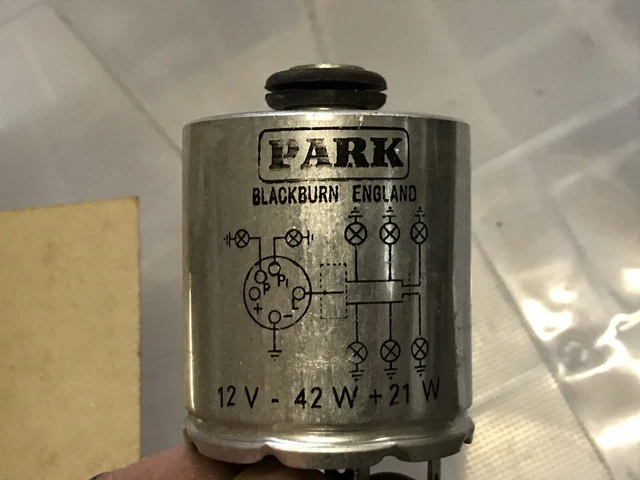 PARK
BLACKBURN ENGLAND
P P1
+ L
-
12 V - 42 W + 21 W